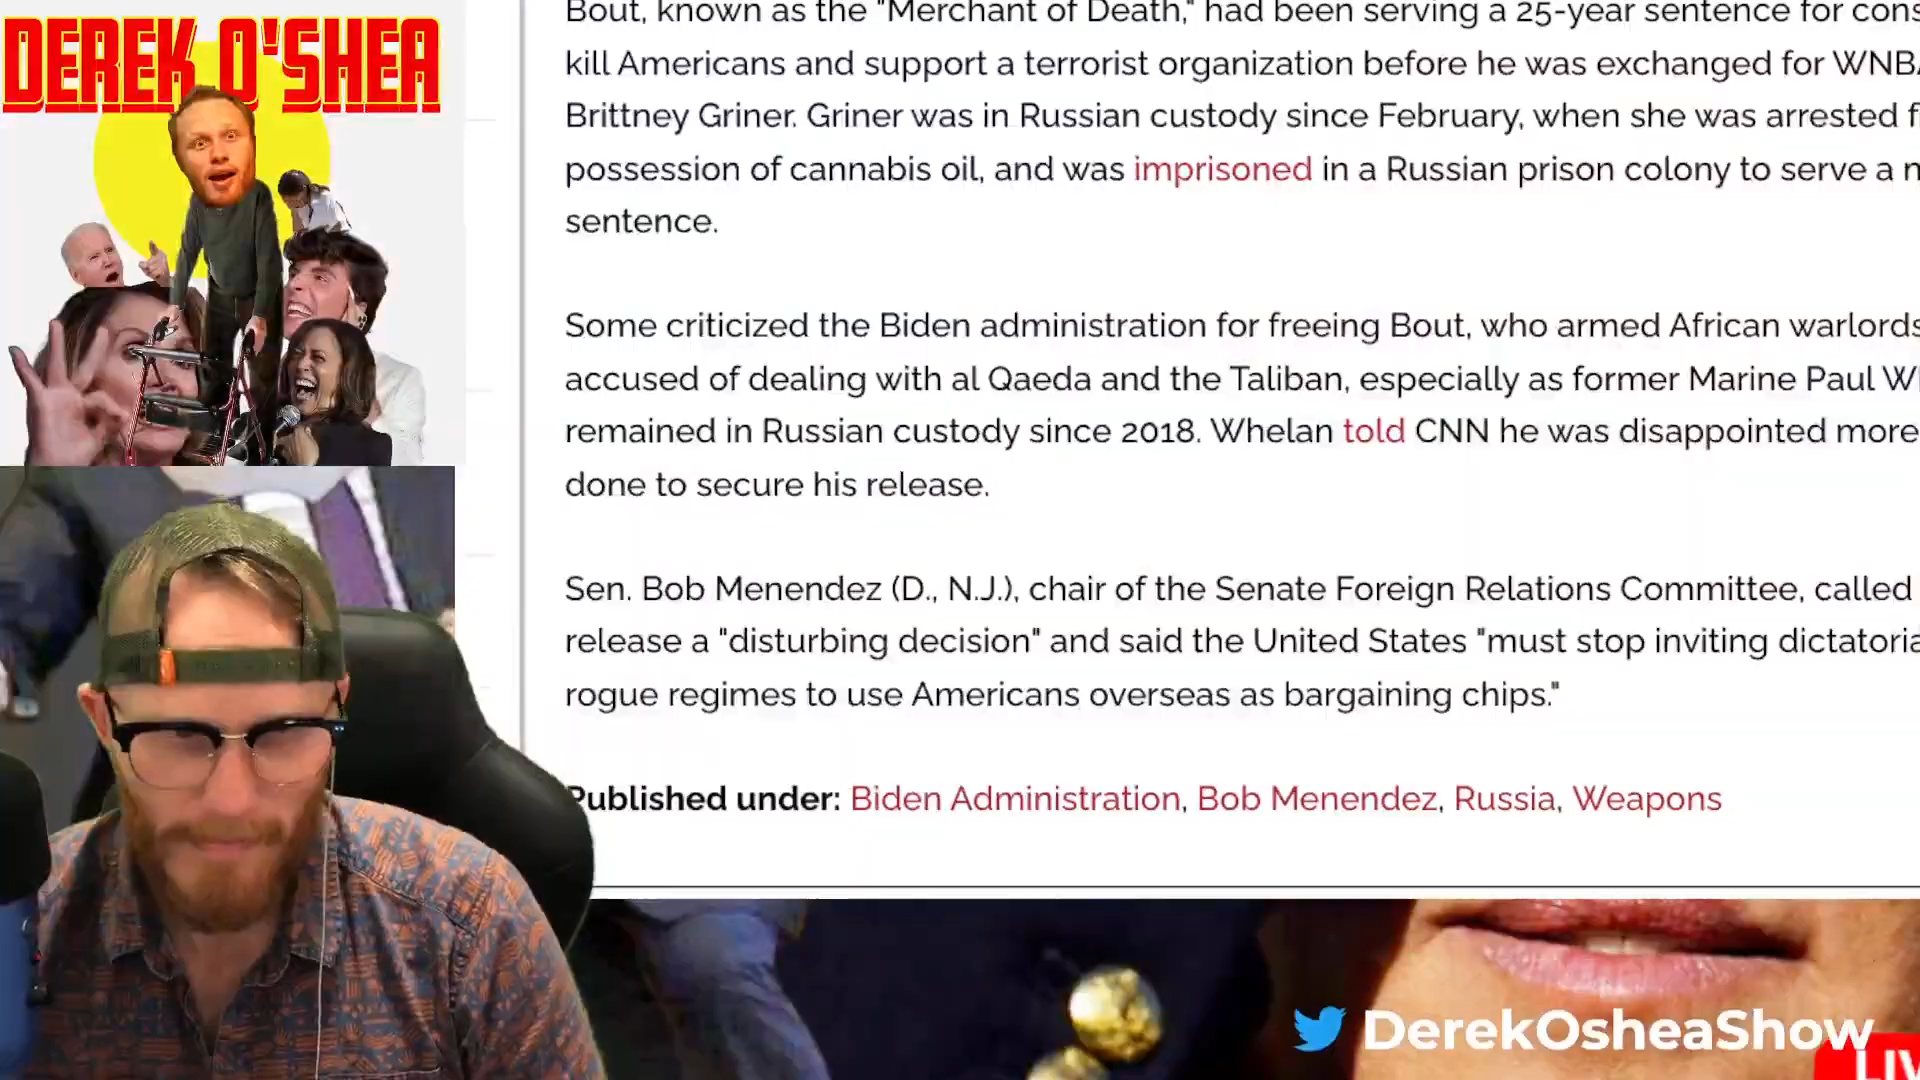 DEREK O'SHEA
Bout, known as the "Merchant of Death," had been serving a 25-year sentence for cons
kill Americans and support a terrorist organization before he was exchanged for WNBA
Brittney Griner. Griner was in Russian custody since February, when she was arrested f
possession of cannabis oil, and was imprisoned in a Russian prison colony to serve a n
sentence.
Some criticized the Biden administration for freeing Bout, who armed African warlords
accused of dealing with al Qaeda and the Taliban, especially as former Marine Paul Wh
remained in Russian custody since 2018. Whelan told CNN he was disappointed more
done to secure his release.
Sen. Bob Menendez (D., N.J.), chair of the Senate Foreign Relations Committee, called
release a "disturbing decision" and said the United States "must stop inviting dictatoria
rogue regimes to use Americans overseas as bargaining chips."
Published under: Biden Administration, Bob Menendez, Russia, Weapons
DerekOsheaShow
LIV